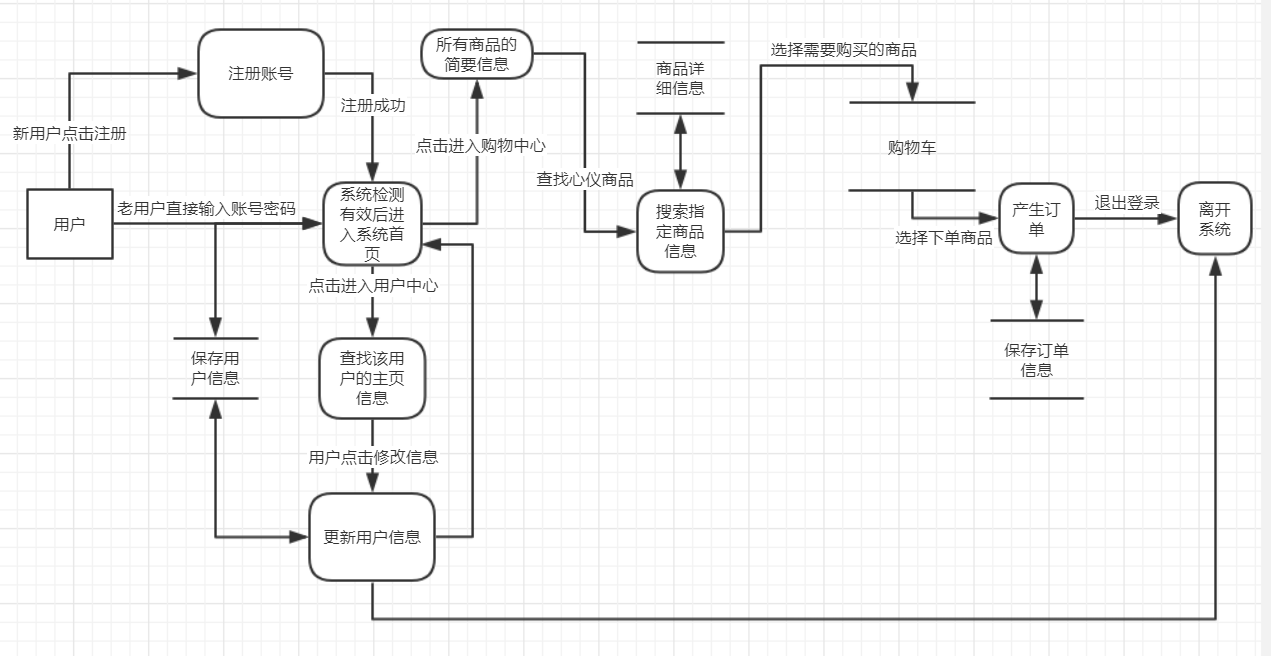 所有商品的
简要信息
选择需要购买的商品
注册账号
商品详
细信息
注册成功
新用户点击注册
点击进入购物中心
购物车
查找心仪商品
系统检测
有效后进
入系统首
页
老用户直接输入账号密码
用户
搜索指
定商品
信息
产生订
单
退出登录
离开
系统
选择下单商品
点击进入用户中心
保存用
户信息
查找该用
户的主页
信息
保存订单
信息
用户点击修改信息
更新用户信息